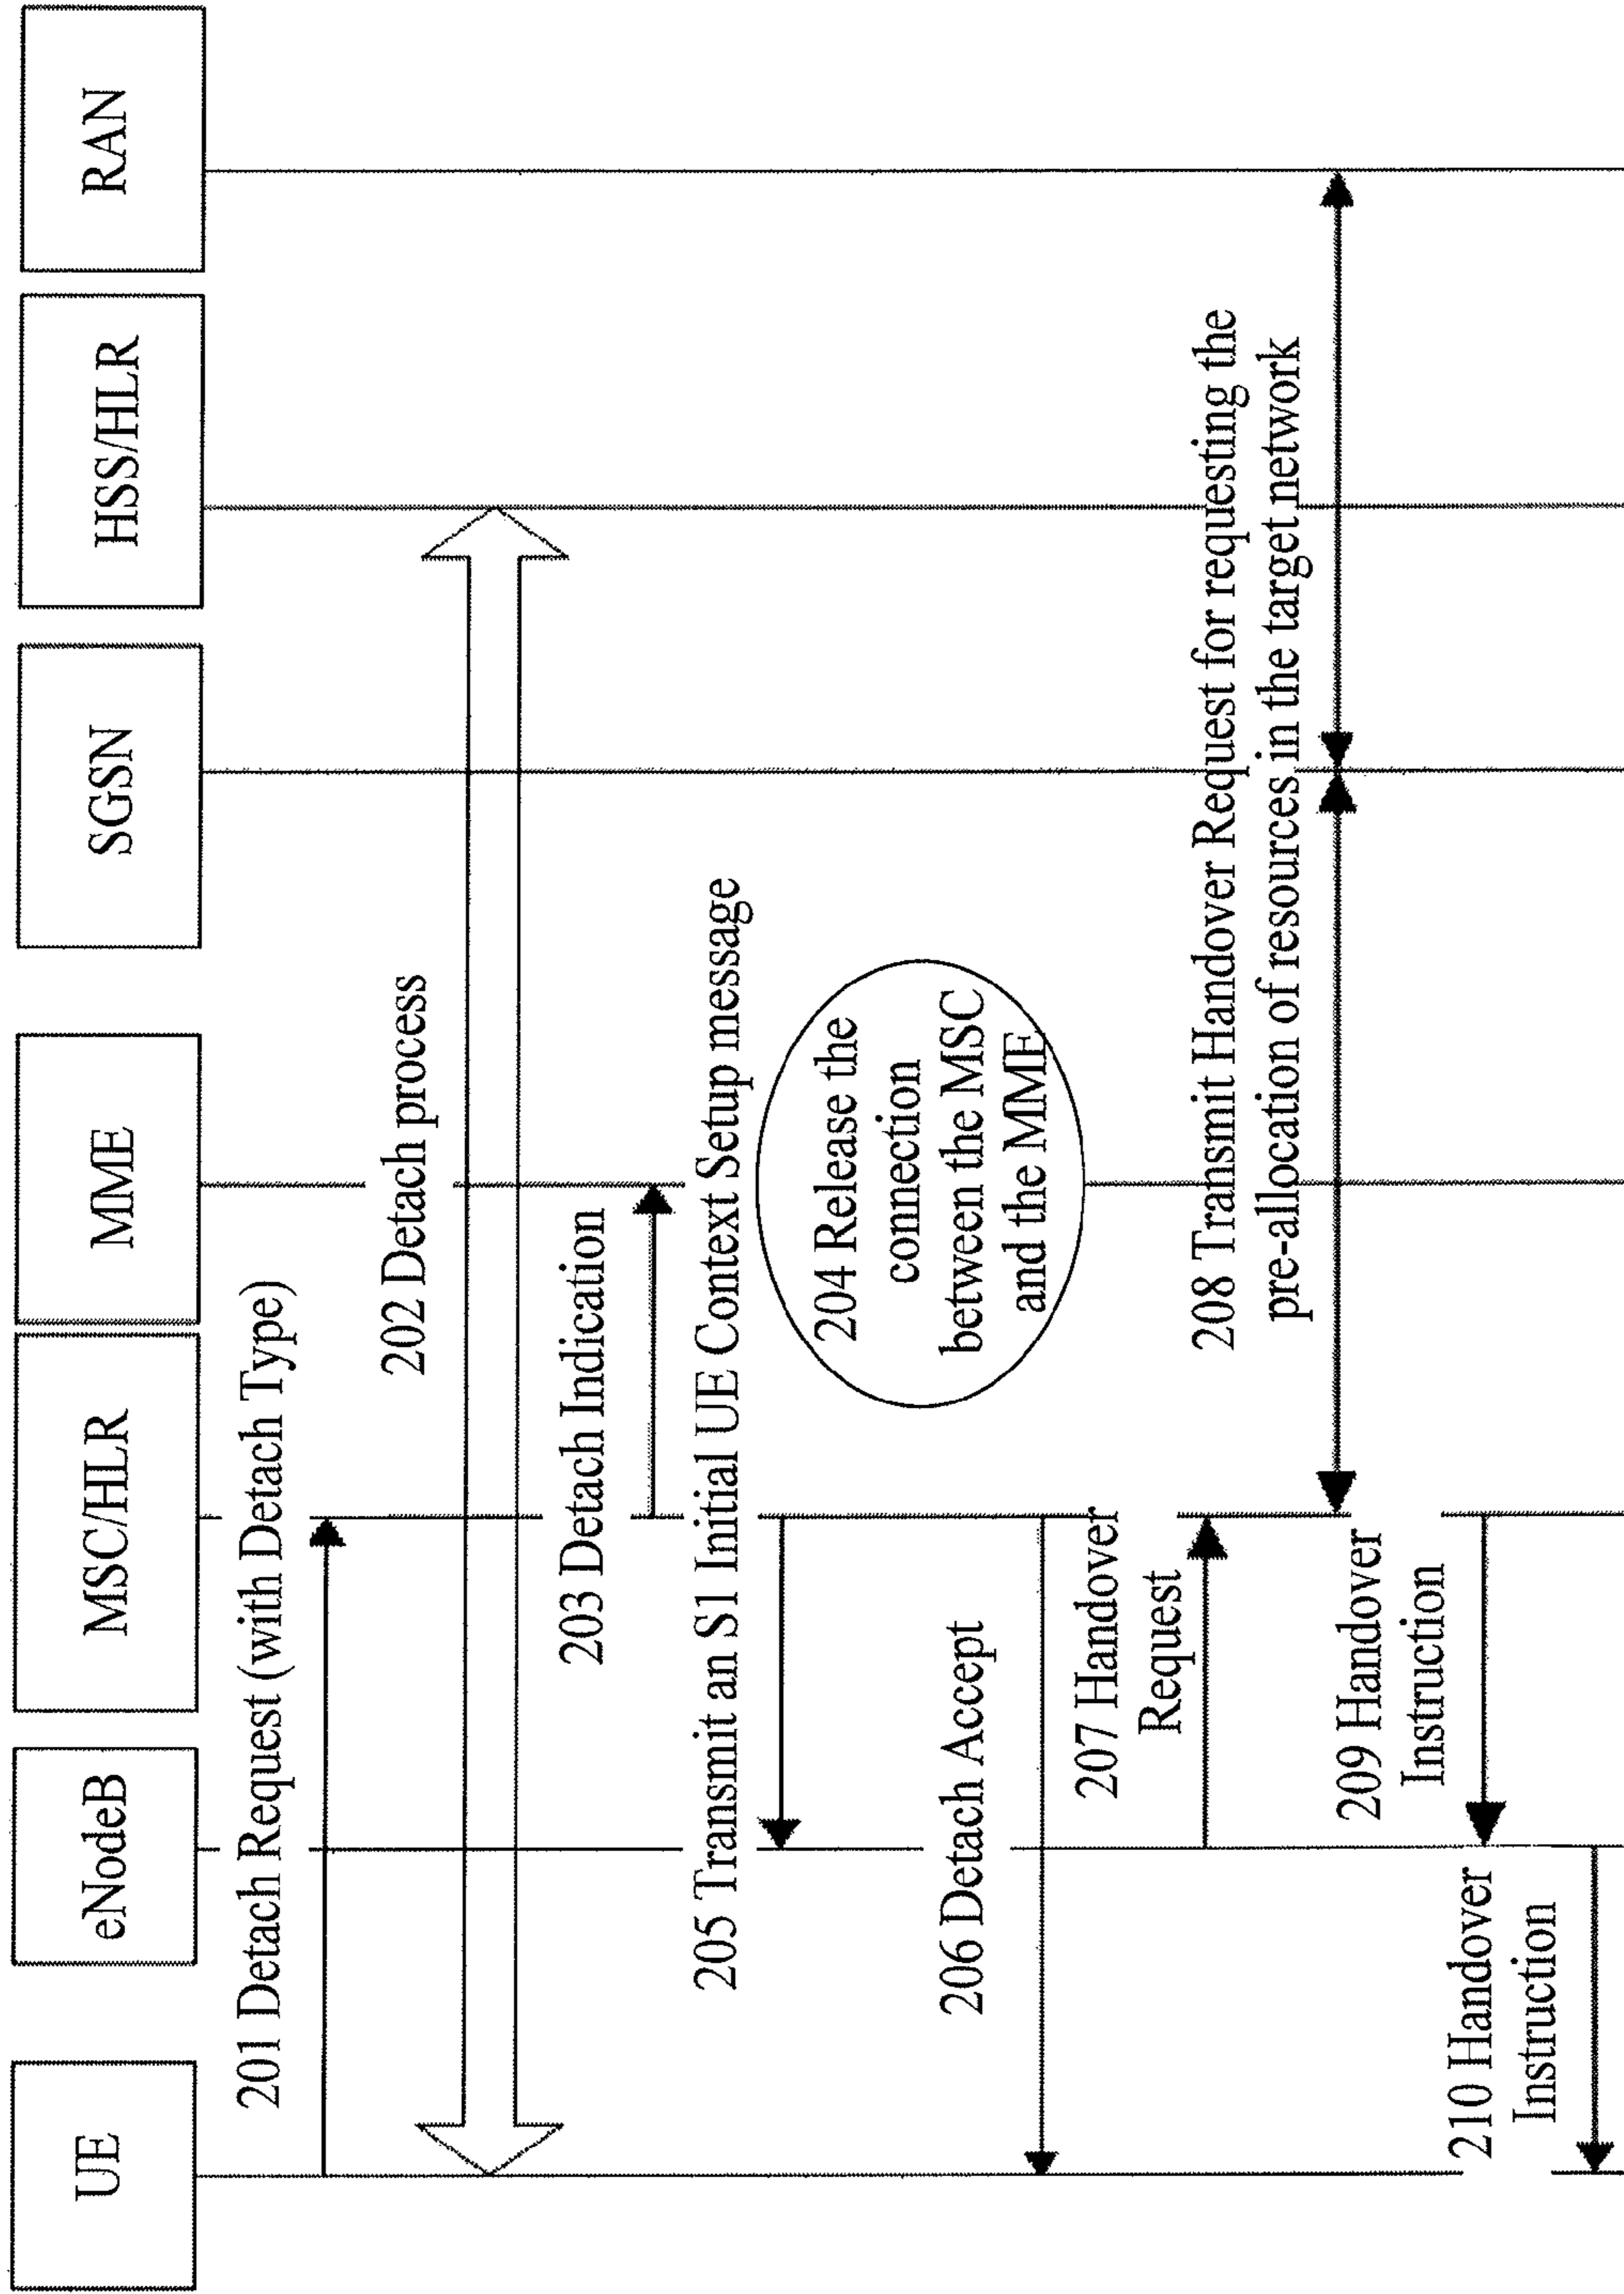 UE
eNodeB
MSC/HLR
MME
SGSN
HSS/HLR
RAN
201 Detach Request (with Detach Type)
202 Detach process
203 Detach Indication
205 Transmit an S1 Initial UE Context Setup message
204 Release the
connection
between the MSC
and the MME
206 Detach Accept
207 Handover
Request
208 Transmit Handover Request for requesting the
pre-allocation of resources in the target network
209 Handover
Instruction
210 Handover
Instruction